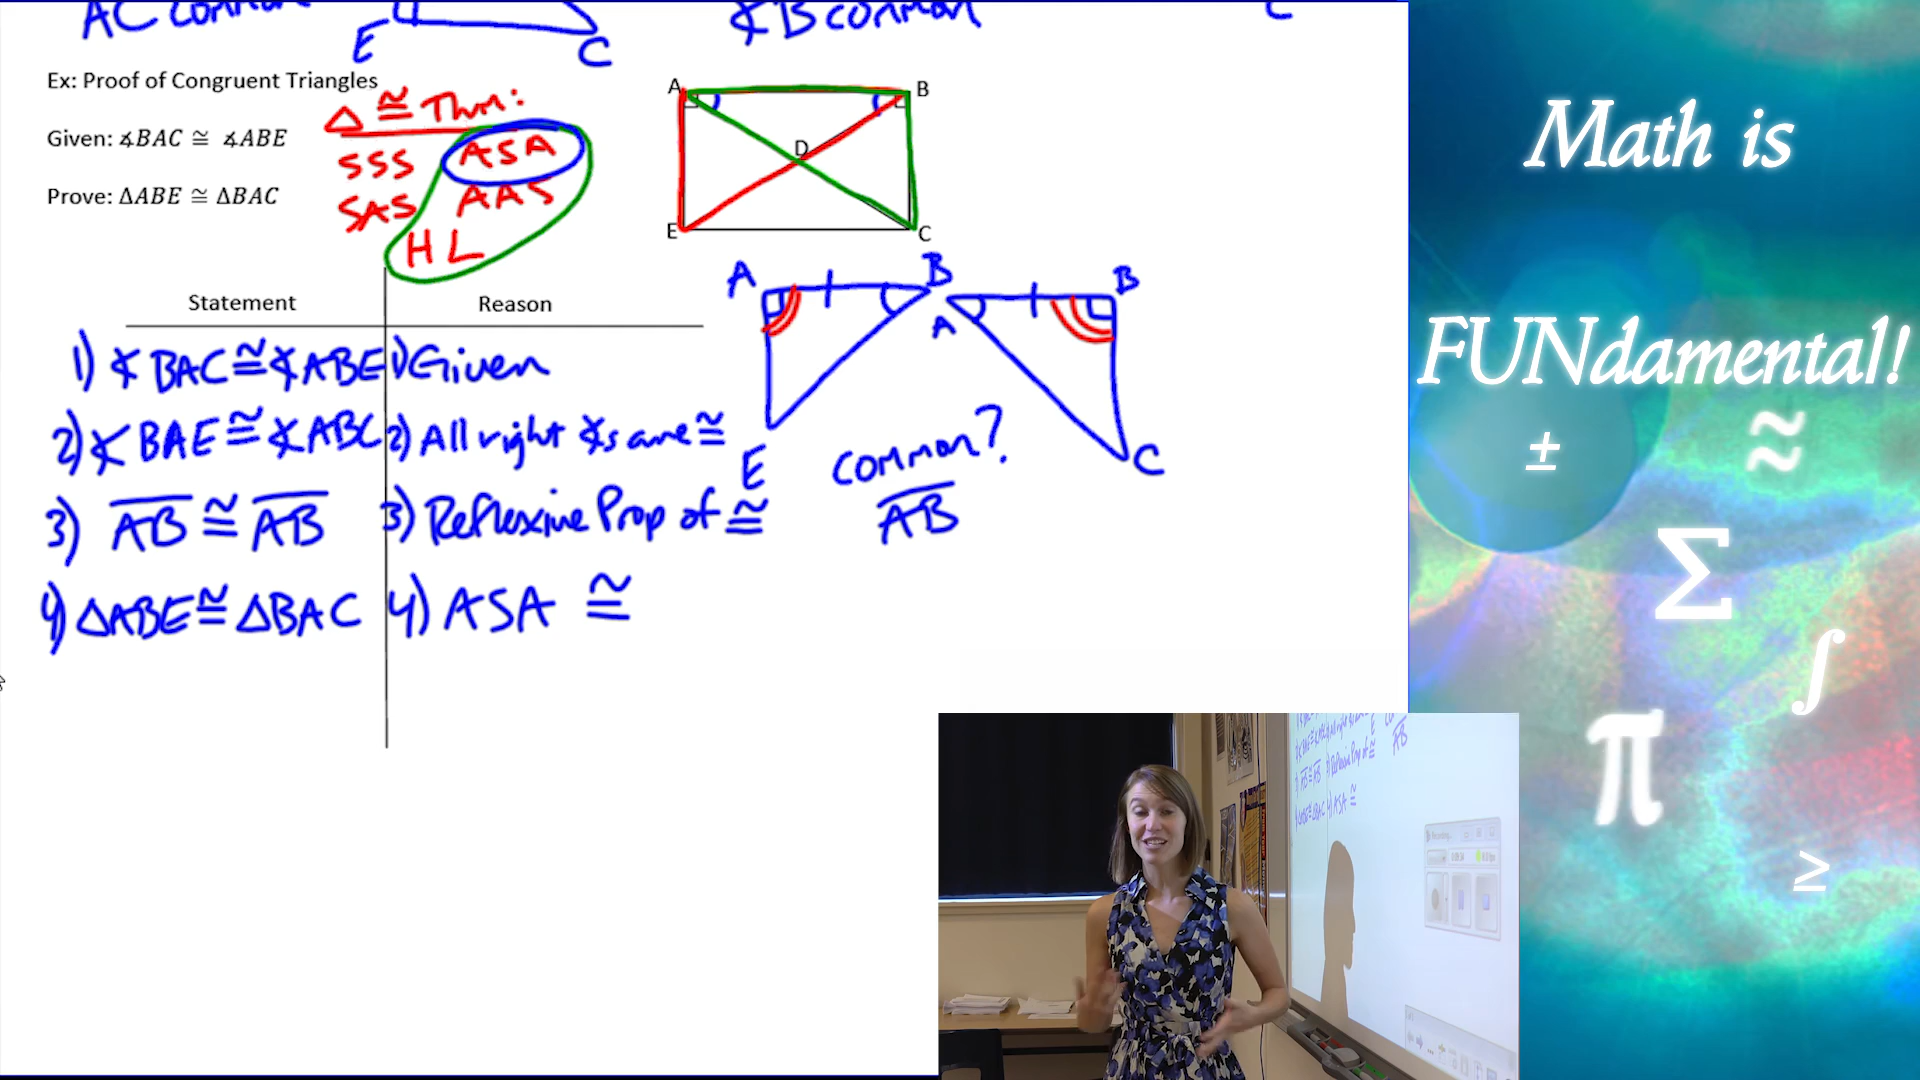 AC common
E
C
∡B common
Ex: Proof of Congruent Triangles
Given: ∡BAC ≅ ∡ABE
Prove: ΔABE ≅ ΔBAC
Δ ≅ Thm:
SSS ASA
SAS AAS
HL
A
B
D
E
C
Statement Reason
1) ∡BAC ≅ ∡ABE 1) Given
2) ∡BAE ≅ ∡ABC 2) All right ∡s are ≅
3) AB ≅ AB 3) Reflexive Prop of ≅
4) ΔABE ≅ ΔBAC 4) ASA ≅
A B
E
A B
C
common?
AB
Math is
FUNdamental!
± ≈
Σ
∫
π
≥